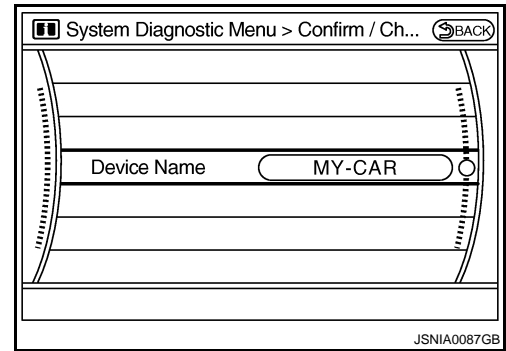 System Diagnostic Menu > Confirm / Ch... BACK
Device Name MY-CAR
JSNIA0087GB